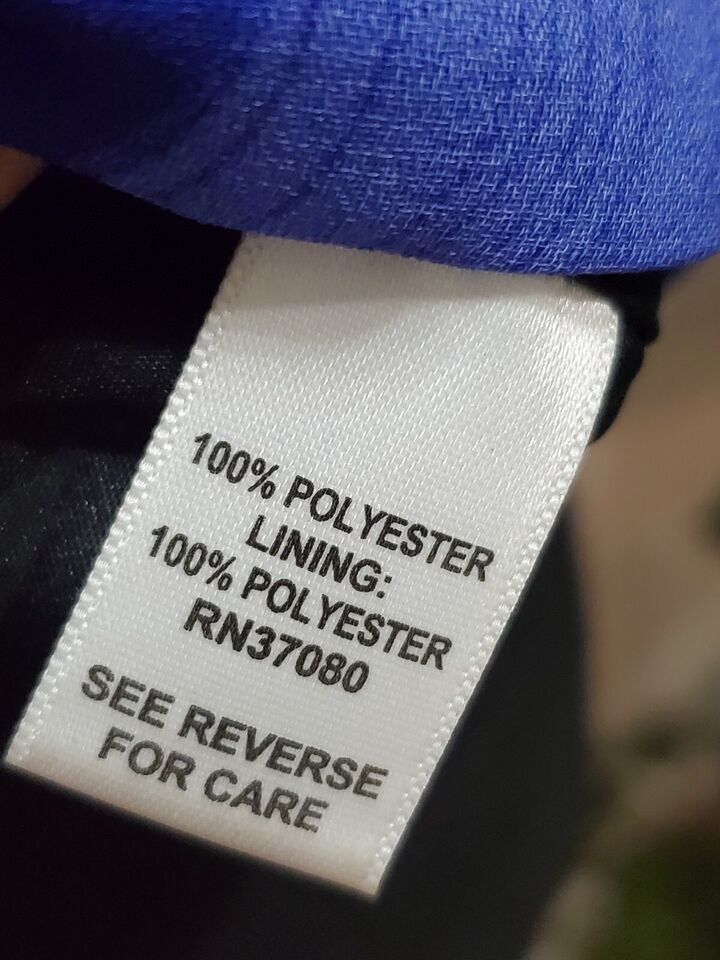 100% POLYESTER
LINING:
100% POLYESTER
RN37080
SEE REVERSE
FOR CARE